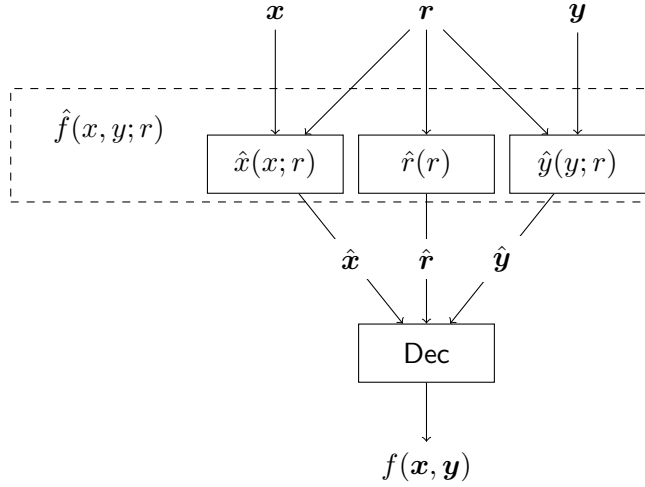 𝒙 𝒓 𝒚
f̂(x, y; r)
x̂(x; r) r̂(r) ŷ(y; r)
𝒙̂ 𝒓̂ 𝒚̂
Dec
f(𝒙, 𝒚)